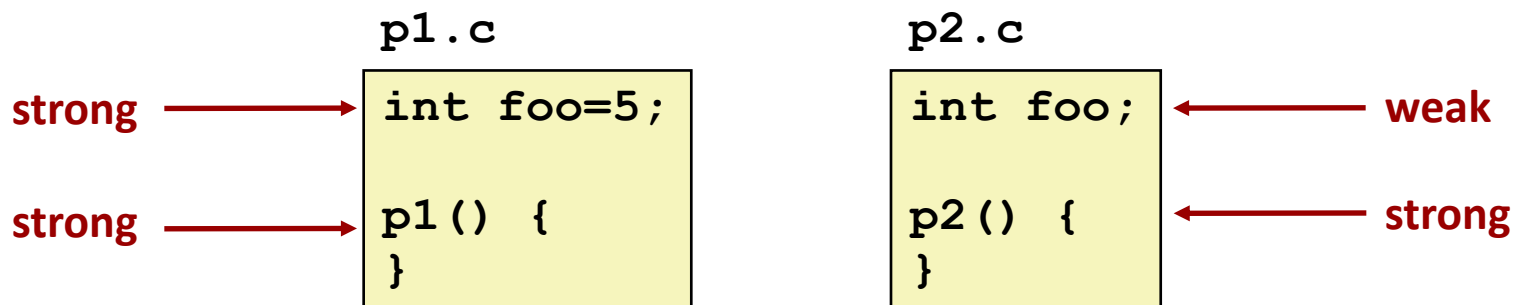 p1.c p2.c
strong int foo=5; int foo; weak
strong p1() { p2() { strong
} }